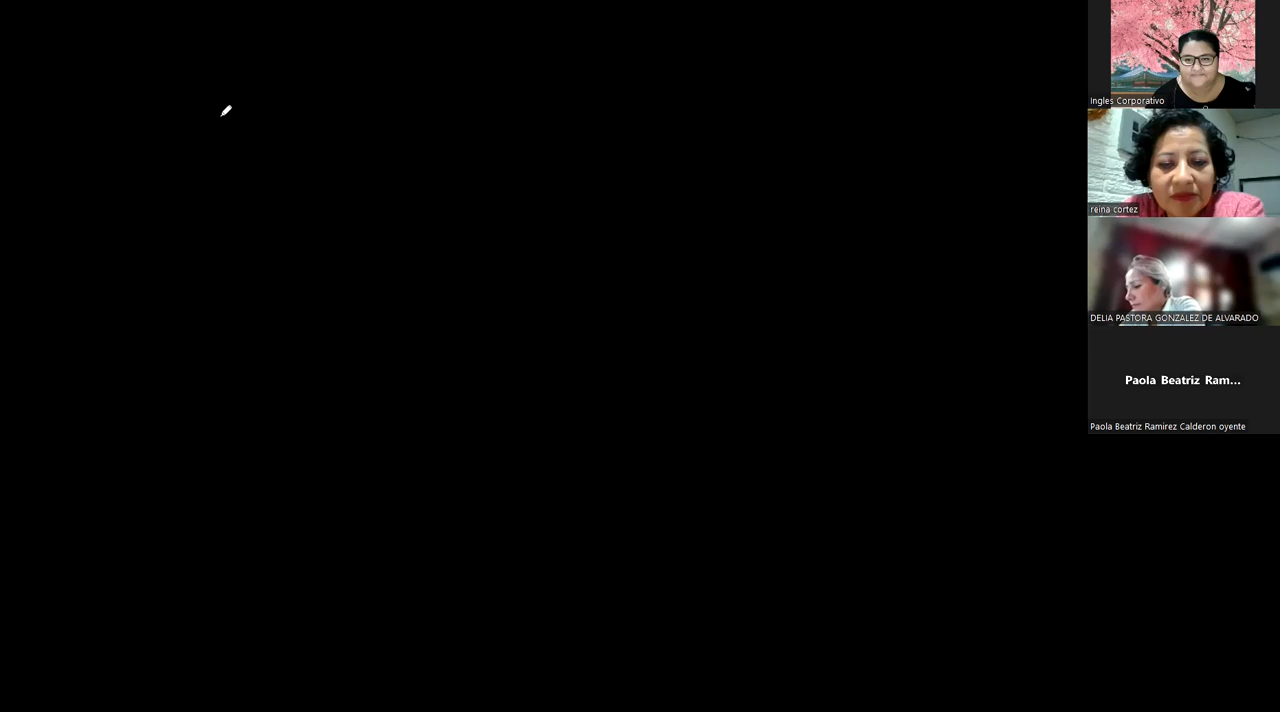 Ingles Corporativo
reina cortez
DELIA PASTORA GONZALEZ DE ALVARADO
Paola Beatriz Ram...
Paola Beatriz Ramirez Calderon oyente